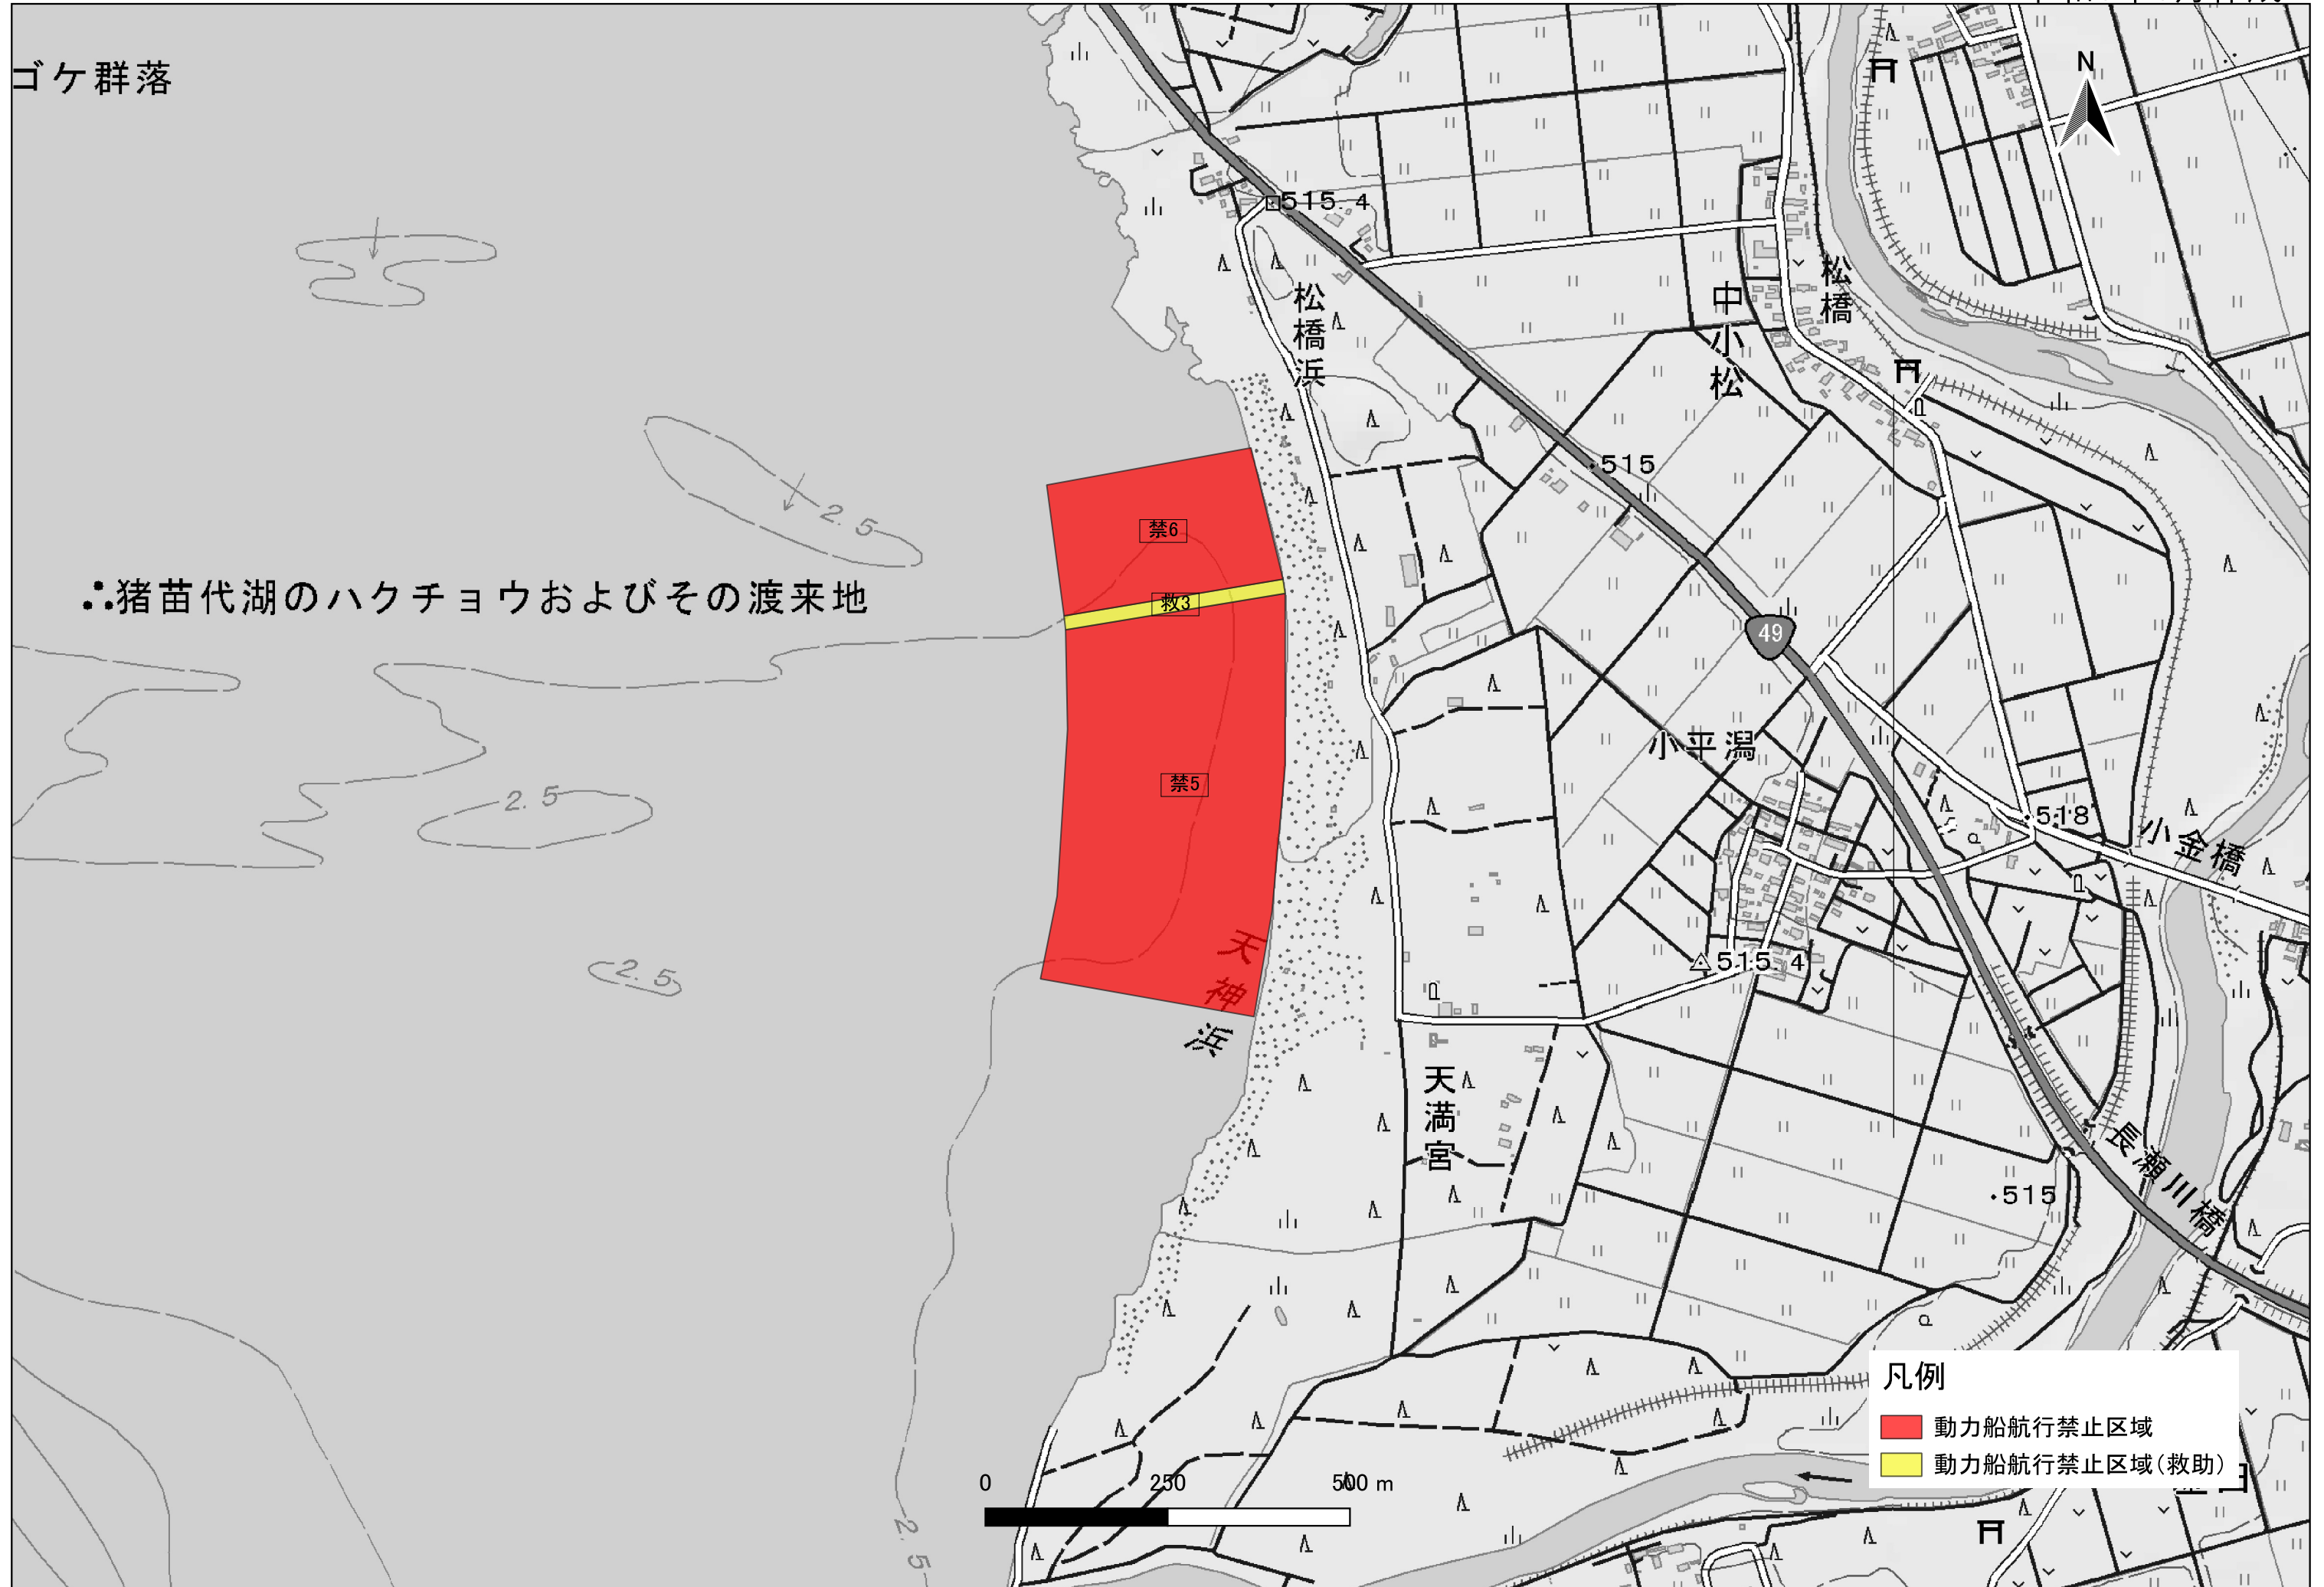 ゴケ群落
N
515.4
松橋浜
中小松
松橋
515
2.5
禁6
∴猪苗代湖のハクチョウおよびその渡来地
救3
49
小平潟
禁5
2.5
518
小金橋
天神浜
515.4
2.5
天満宮
長瀬川橋
515
凡例
動力船航行禁止区域
動力船航行禁止区域(救助)
0 250 500 m
2.5